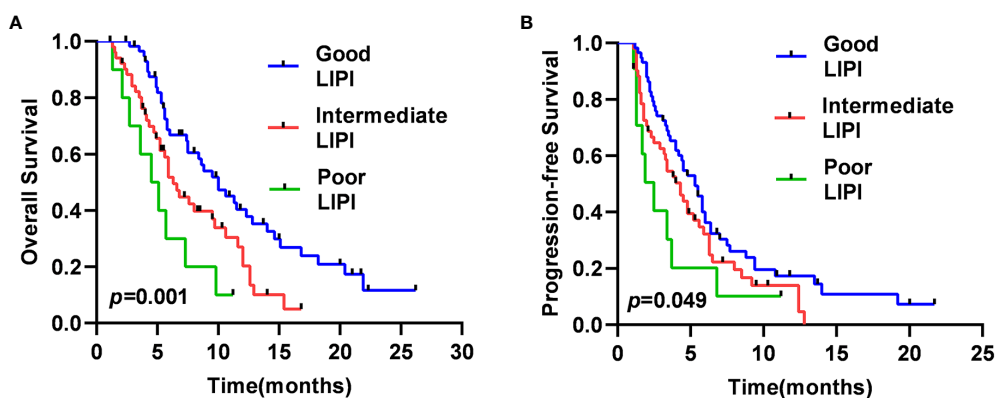 A
Overall Survival
1.0
0.8
0.6
0.4
0.2
0.0
Good
LIPI
Intermediate
LIPI
Poor
LIPI
p=0.001
0 5 10 15 20 25 30
Time(months)
B
Progression-free Survival
1.0
0.8
0.6
0.4
0.2
0.0
Good
LIPI
Intermediate
LIPI
Poor
LIPI
p=0.049
0 5 10 15 20 25
Time(months)